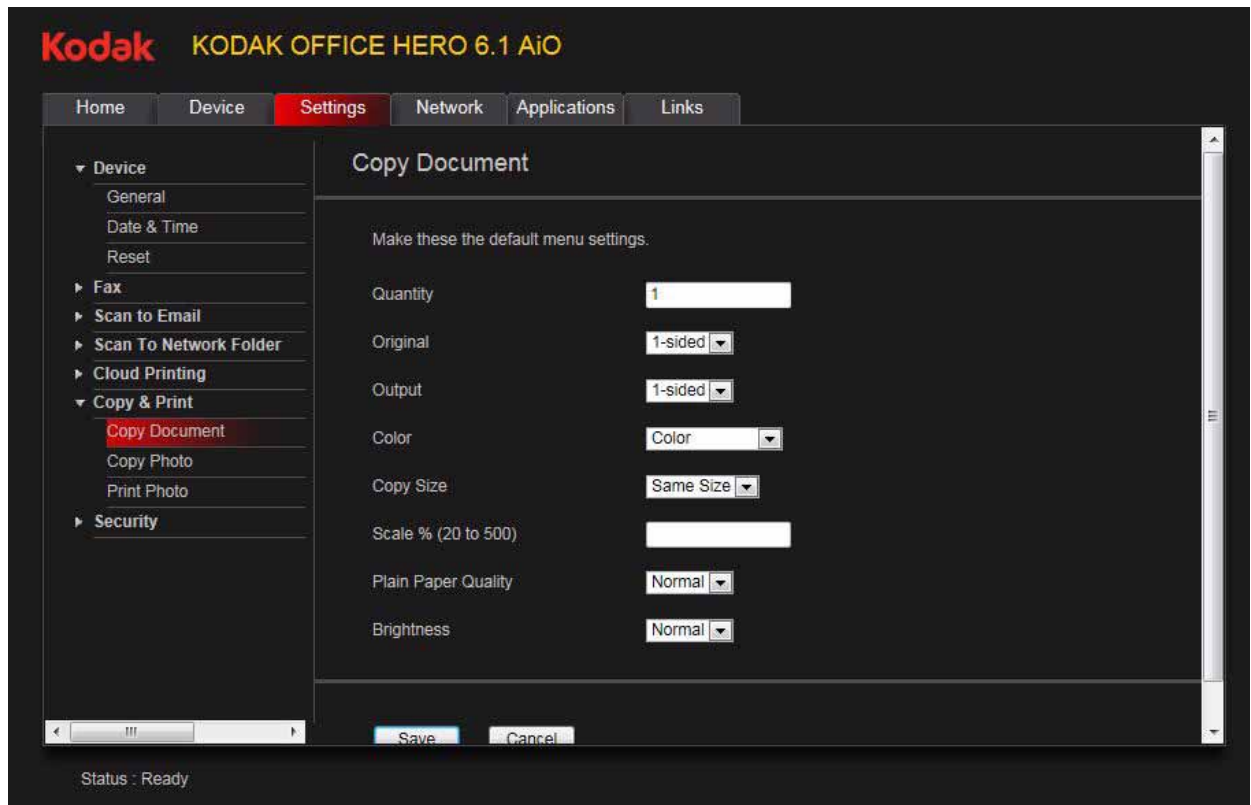 Kodak KODAK OFFICE HERO 6.1 AiO
Home Device Settings Network Applications Links
Device
General
Date & Time
Reset
Fax
Scan to Email
Scan To Network Folder
Cloud Printing
Copy & Print
Copy Document
Copy Photo
Print Photo
Security
Copy Document
Make these the default menu settings.
Quantity 1
Original 1-sided
Output 1-sided
Color Color
Copy Size Same Size
Scale % (20 to 500)
Plain Paper Quality Normal
Brightness Normal
Save Cancel
Status : Ready